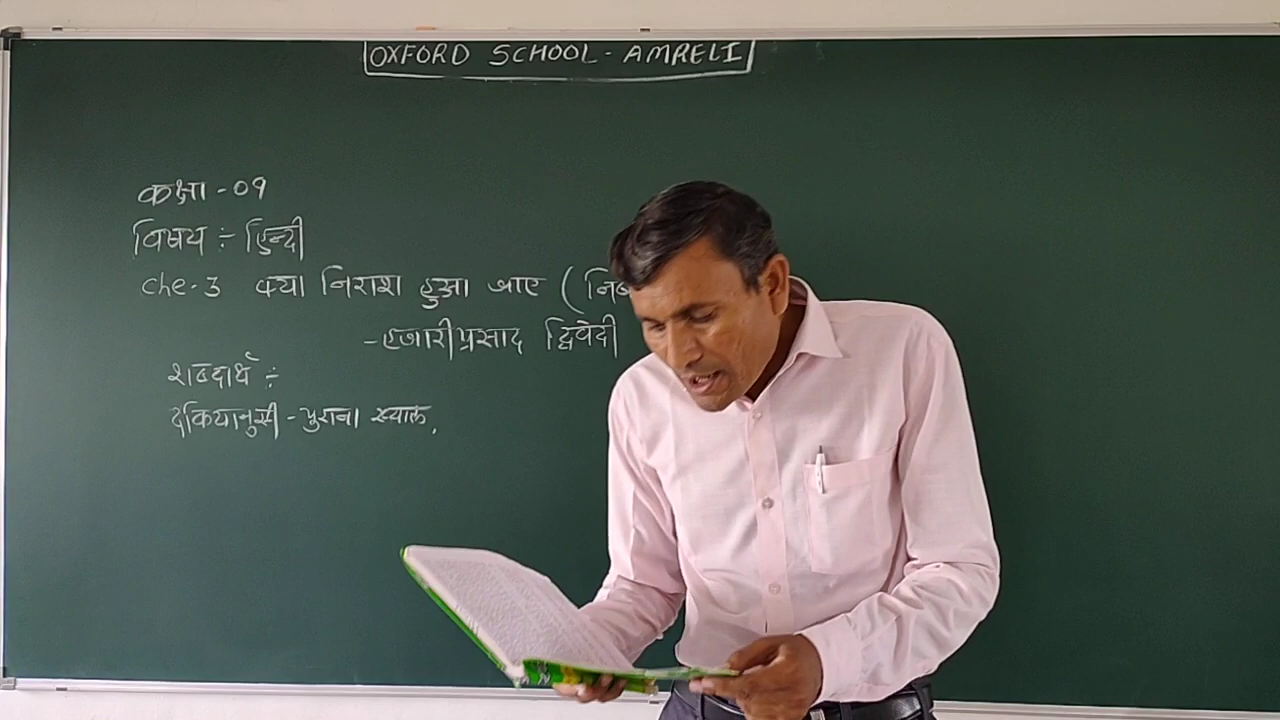 OXFORD SCHOOL - AMRELI
कक्षा - 09
विषय ÷ हिन्दी
che. 3 क्या निराश हुआ जाए (
- हजारीप्रसाद द्विवेदी
शब्दार्थ ÷
दकियानुसी - पुराना ख्याल.